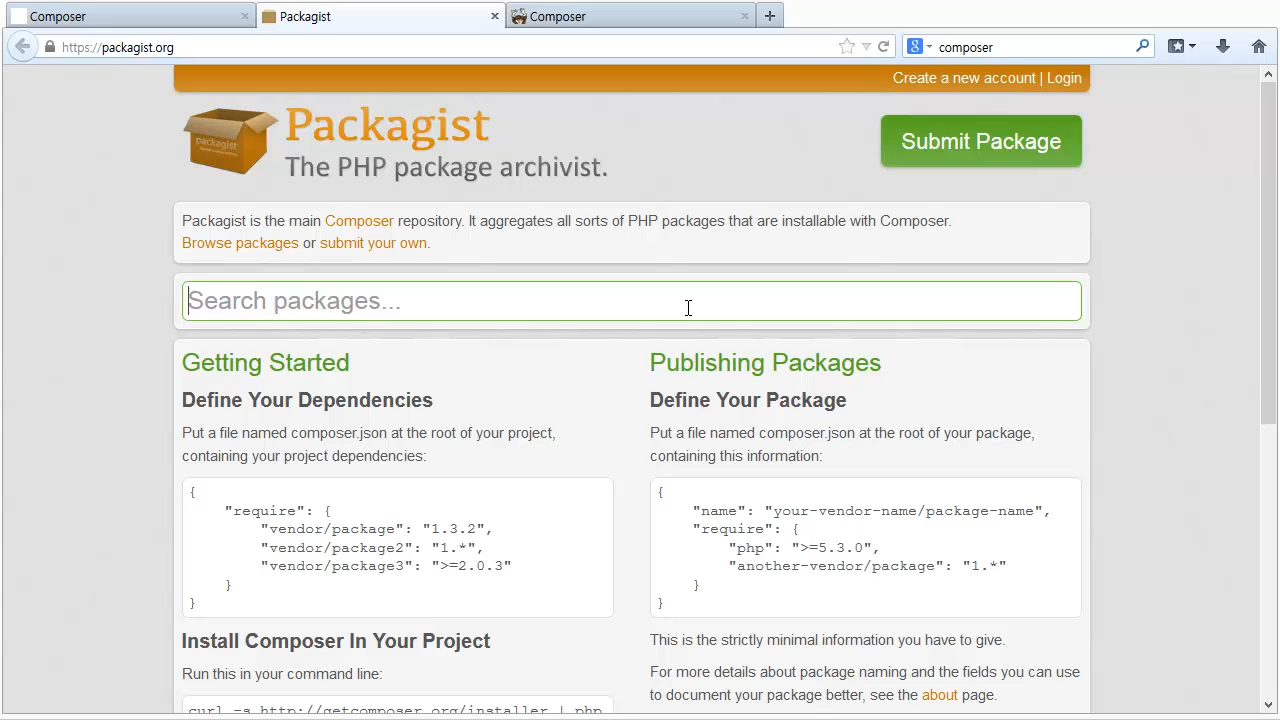 Composer
Packagist
Composer
https://packagist.org
composer
Create a new account | Login
packagist
Packagist
The PHP package archivist.
Submit Package
Packagist is the main Composer repository. It aggregates all sorts of PHP packages that are installable with Composer.
Browse packages or submit your own.
Search packages...
Getting Started
Define Your Dependencies
Put a file named composer.json at the root of your project,
containing your project dependencies:
{
"require": {
"vendor/package": "1.3.2",
"vendor/package2": "1.*",
"vendor/package3": ">=2.0.3"
}
}
Install Composer In Your Project
Run this in your command line:
curl -s http://getcomposer.org/installer | php
Publishing Packages
Define Your Package
Put a file named composer.json at the root of your package,
containing this information:
{
"name": "your-vendor-name/package-name",
"require": {
"php": ">=5.3.0",
"another-vendor/package": "1.*"
}
}
This is the strictly minimal information you have to give.
For more details about package naming and the fields you can use
to document your package better, see the about page.